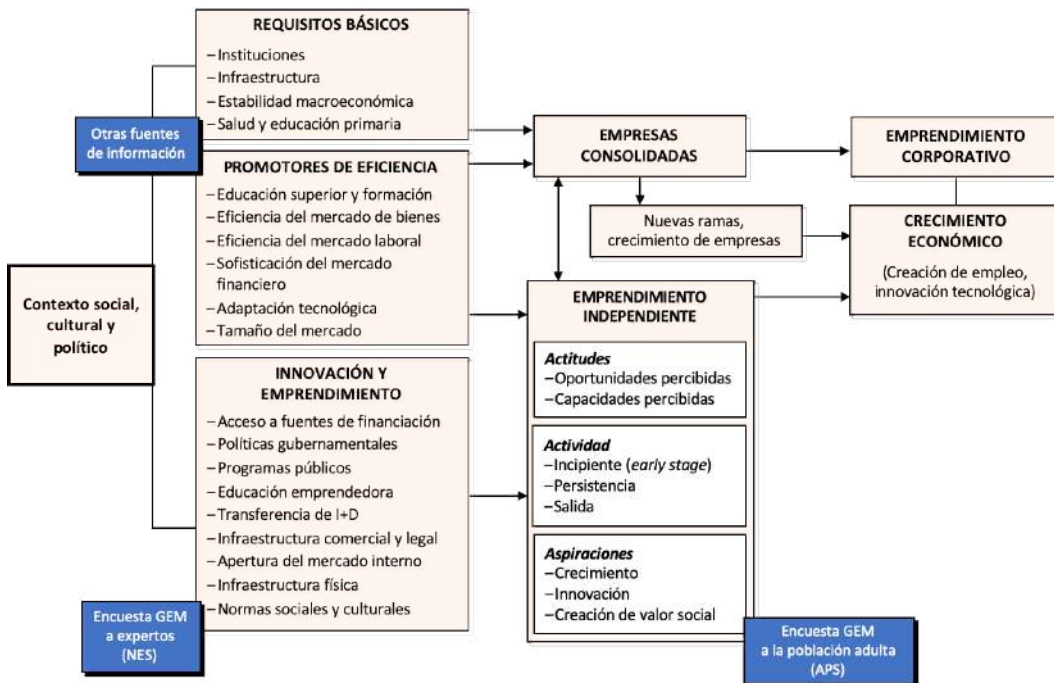 REQUISITOS BÁSICOS
–Instituciones
–Infraestructura
–Estabilidad macroeconómica
–Salud y educación primaria
Otras fuentes
de información
PROMOTORES DE EFICIENCIA
–Educación superior y formación
–Eficiencia del mercado de bienes
–Eficiencia del mercado laboral
–Sofisticación del mercado
financiero
–Adaptación tecnológica
–Tamaño del mercado
Contexto social,
cultural y
político
INNOVACIÓN Y
EMPRENDIMIENTO
–Acceso a fuentes de financiación
–Políticas gubernamentales
–Programas públicos
–Educación emprendedora
–Transferencia de I+D
–Infraestructura comercial y legal
–Apertura del mercado interno
–Infraestructura física
–Normas sociales y culturales
Encuesta GEM
a expertos
(NES)
EMPRESAS
CONSOLIDADAS
Nuevas ramas,
crecimiento de empresas
EMPRENDIMIENTO
INDEPENDIENTE
Actitudes
–Oportunidades percibidas
–Capacidades percibidas
Actividad
–Incipiente (early stage)
–Persistencia
–Salida
Aspiraciones
–Crecimiento
–Innovación
–Creación de valor social
Encuesta GEM
a la población adulta
(APS)
EMPRENDIMIENTO
CORPORATIVO
CRECIMIENTO
ECONÓMICO
(Creación de empleo,
innovación tecnológica)